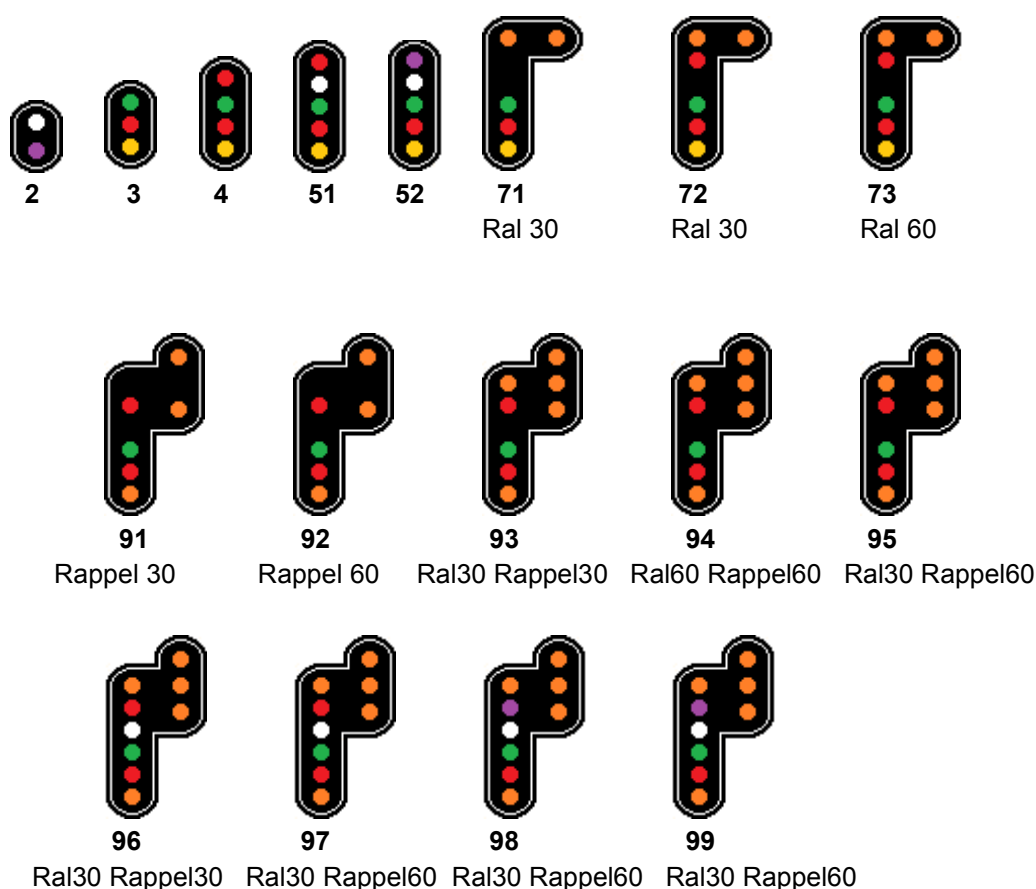 2 3 4 51 52 71 72 73
Ral 30 Ral 30 Ral 60
91 92 93 94 95
Rappel 30 Rappel 60 Ral30 Rappel30 Ral60 Rappel60 Ral30 Rappel60
96 97 98 99
Ral30 Rappel30 Ral30 Rappel60 Ral30 Rappel60 Ral30 Rappel60